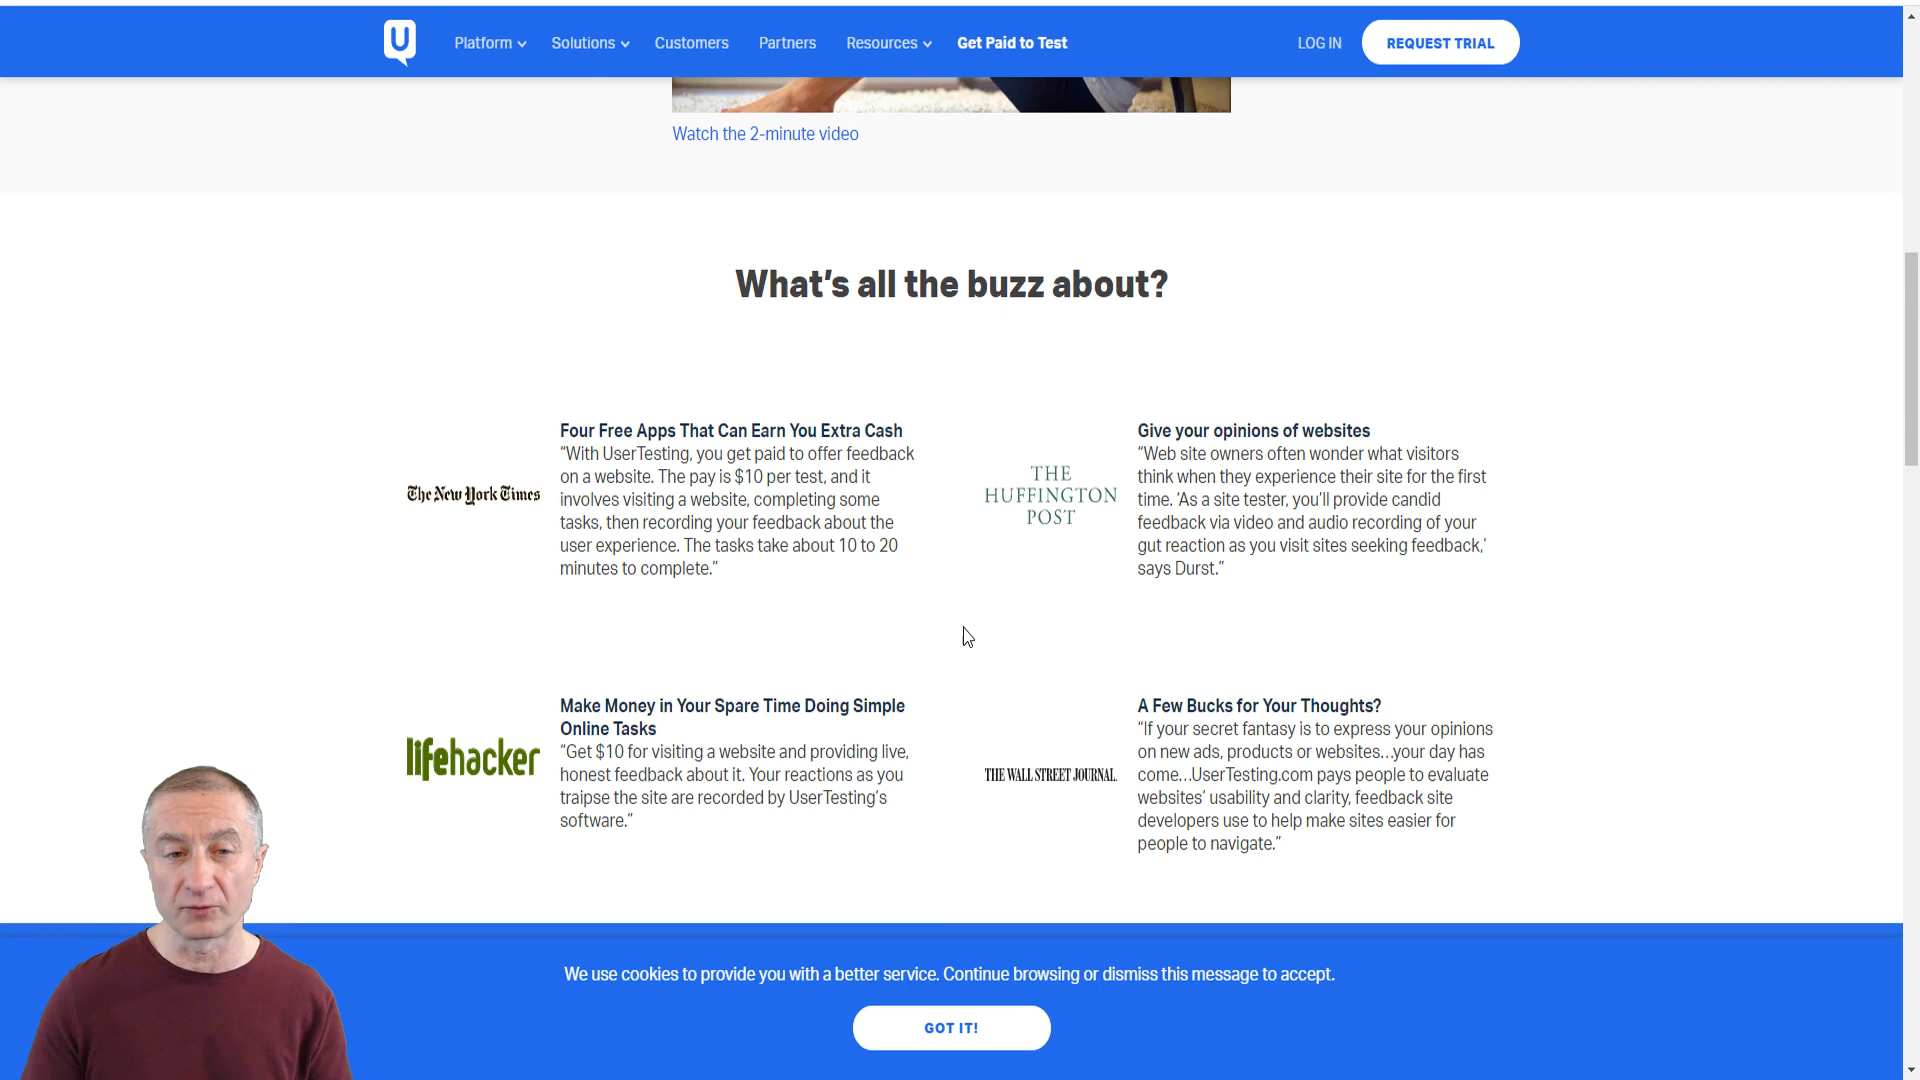 U
Platform
Solutions
Customers
Partners
Resources
Get Paid to Test
LOG IN
REQUEST TRIAL
Watch the 2-minute video
What's all the buzz about?
The New York Times
Four Free Apps That Can Earn You Extra Cash
“With UserTesting, you get paid to offer feedback
on a website. The pay is $10 per test, and it
involves visiting a website, completing some
tasks, then recording your feedback about the
user experience. The tasks take about 10 to 20
minutes to complete.”
THE
HUFFINGTON
POST
Give your opinions of websites
“Web site owners often wonder what visitors
think when they experience their site for the first
time. ‘As a site tester, you’ll provide candid
feedback via video and audio recording of your
gut reaction as you visit sites seeking feedback,’
says Durst.”
lifehacker
Make Money in Your Spare Time Doing Simple
Online Tasks
“Get $10 for visiting a website and providing live,
honest feedback about it. Your reactions as you
traipse the site are recorded by UserTesting’s
software.”
THE WALL STREET JOURNAL.
A Few Bucks for Your Thoughts?
“If your secret fantasy is to express your opinions
on new ads, products or websites...your day has
come...UserTesting.com pays people to evaluate
websites’ usability and clarity, feedback site
developers use to help make sites easier for
people to navigate.”
We use cookies to provide you with a better service. Continue browsing or dismiss this message to accept.
GOT IT!